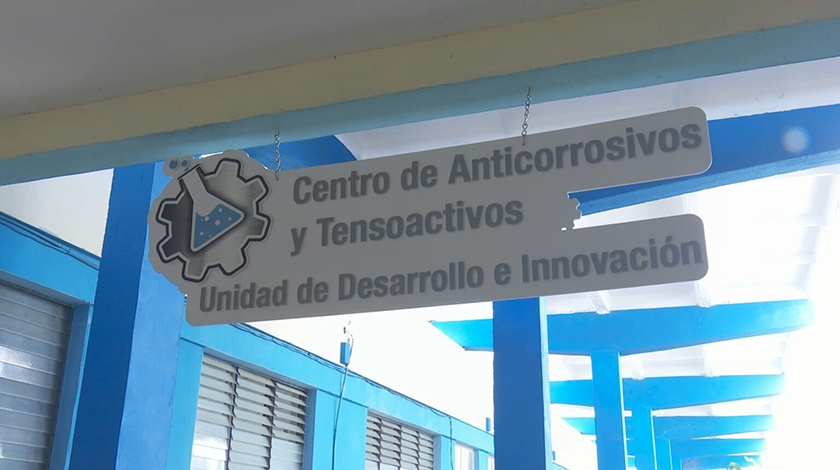 Centro de Anticorrosivos
y Tensoactivos
Unidad de Desarrollo e Innovación